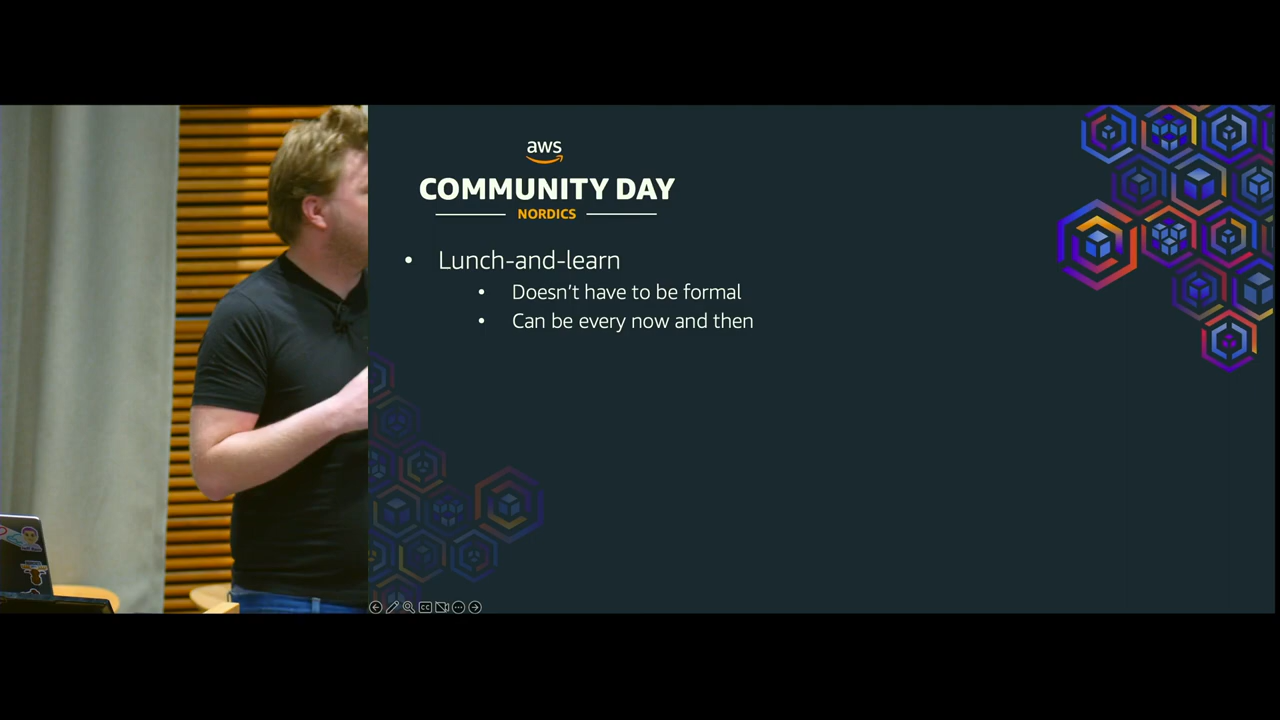 aws
COMMUNITY DAY
NORDICS
• Lunch-and-learn
• Doesn't have to be formal
• Can be every now and then